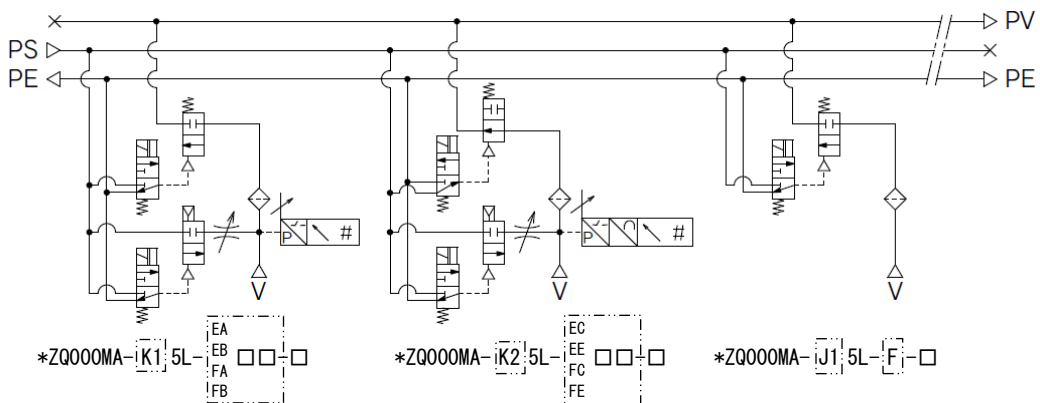 PV
PS
PE PE
P #
P #
V V V
*ZQ000MA-K1 5L- EA EB FA FB □□-□
*ZQ000MA-K2 5L- EC EE FC FE □□-□
*ZQ000MA-J1 5L-F-□